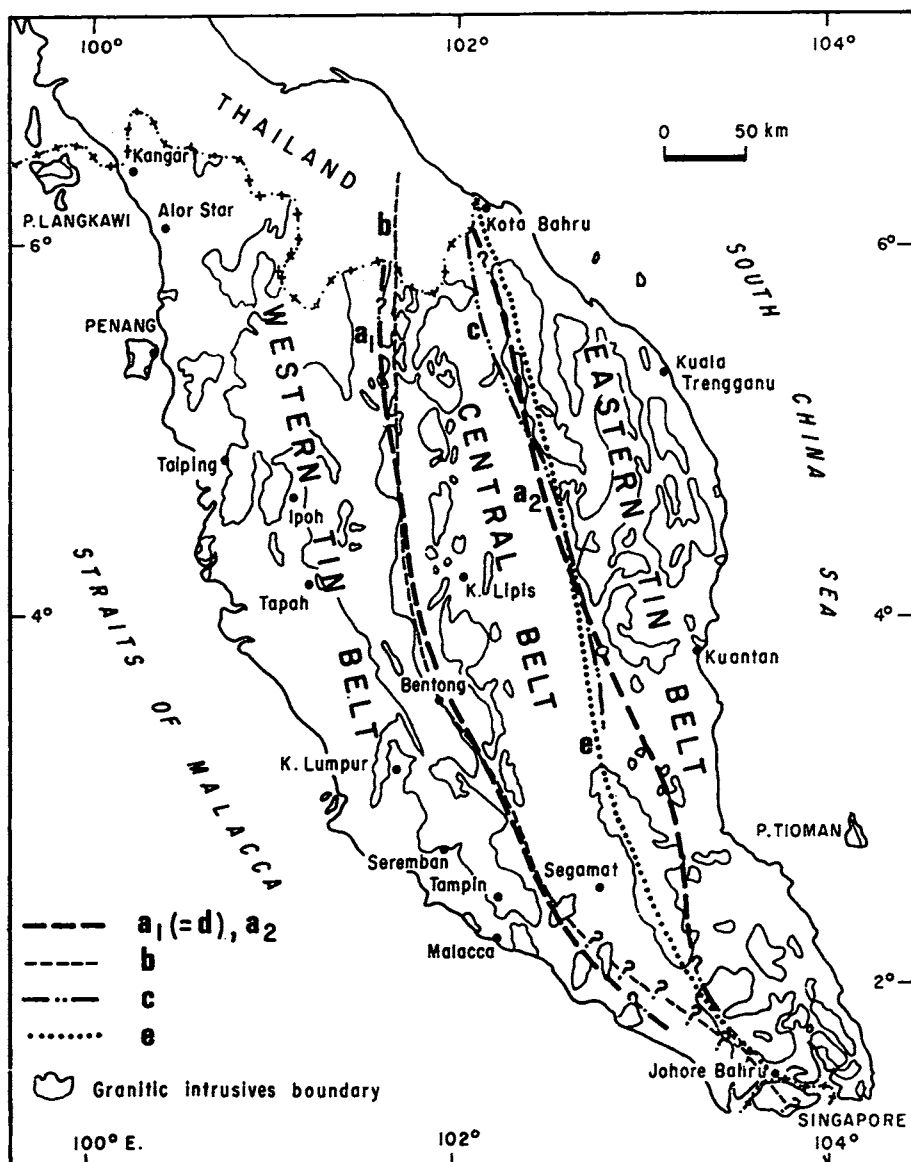 100°
102°
104°
THAILAND
0 50 km
Kangar
P. LANGKAWI
Alor Star
b
Kota Bahru
6°
6°
?
SOUTH
CHINA
SEA
PENANG
a1
?
c
WESTERN
TIN
BELT
CENTRAL
BELT
EASTERN
TIN
BELT
Kuala
Trengganu
Taiping
Ipoh
a2
Tapah
K. Lipis
4°
4°
Kuantan
Bentong
STRAITS OF MALACCA
K. Lumpur
e
P. TIOMAN
Seremban
Segamat
Tampin
Malacca
a1(=d), a2
b
c
e
? ? ? ? ?
2°
2°
Johore Bahru
SINGAPORE
Granitic intrusives boundary
100° E.
102°
104°